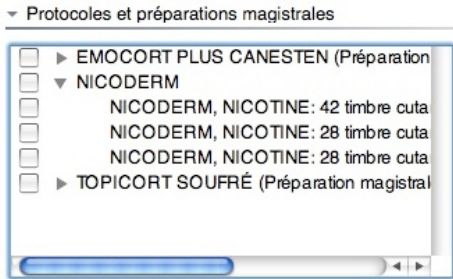 Protocoles et préparations magistrales
EMOCORT PLUS CANESTEN (Préparation
NICODERM
NICODERM, NICOTINE: 42 timbre cuta
NICODERM, NICOTINE: 28 timbre cuta
NICODERM, NICOTINE: 28 timbre cuta
TOPICORT SOUFRÉ (Préparation magistral